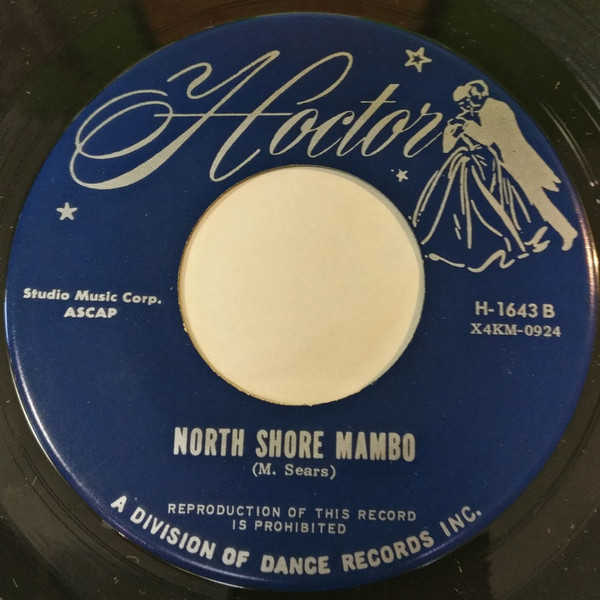 Hoctor
Studio Music Corp.
ASCAP
H-1643 B
X4KM-0924
NORTH SHORE MAMBO
(M. Sears)
REPRODUCTION OF THIS RECORD
IS PROHIBITED
A DIVISION OF DANCE RECORDS INC.